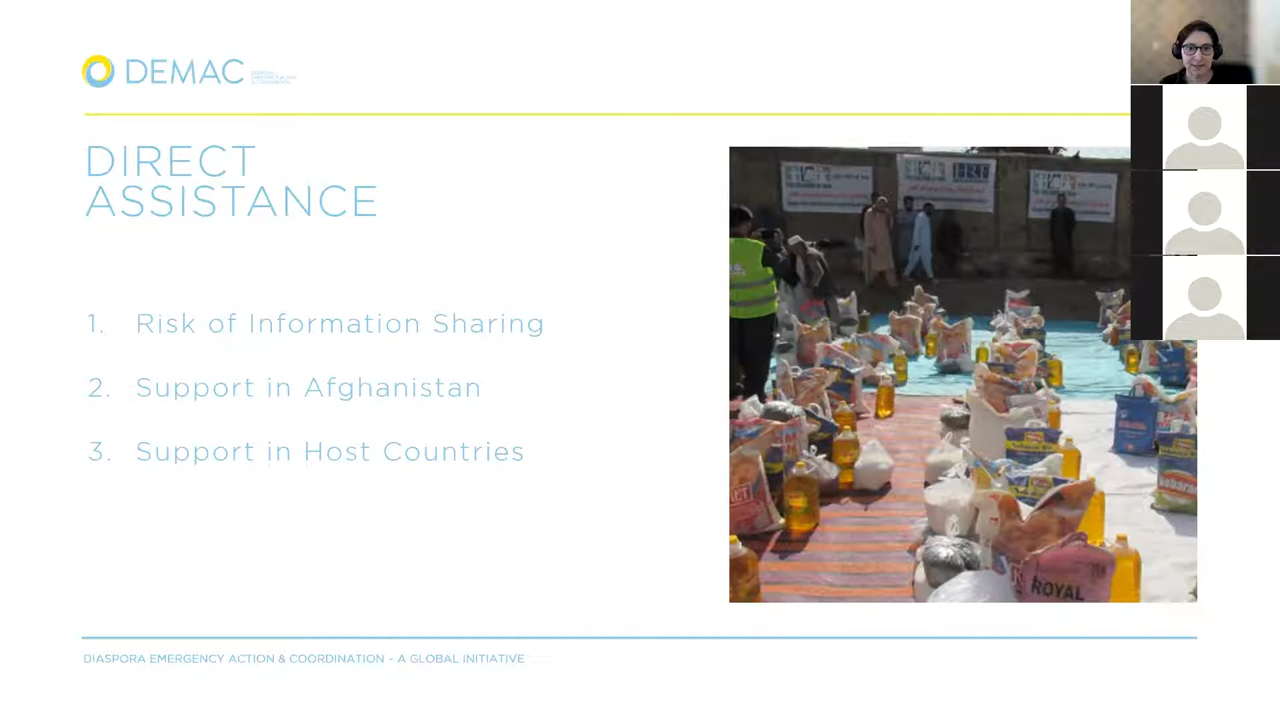 DEMAC
DIRECT
ASSISTANCE
1. Risk of Information Sharing
2. Support in Afghanistan
3. Support in Host Countries
HRF
ROYAL
DIASPORA EMERGENCY ACTION & COORDINATION - A GLOBAL INITIATIVE